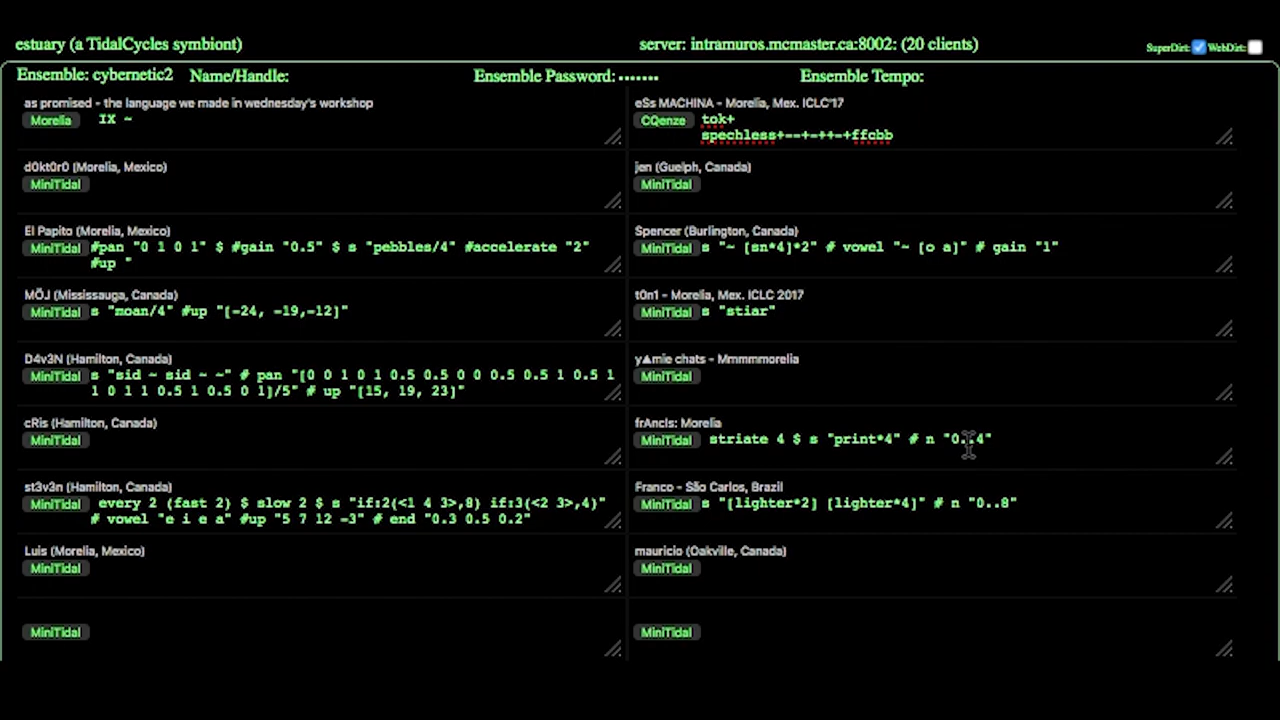 estuary (a TidalCycles symbiont)
server: intramuros.mcmaster.ca:8002: (20 clients)
SuperDirt: WebDirt:
Ensemble: cybernetic2 Name/Handle: Ensemble Password: ······· Ensemble Tempo:
as promised - the language we made in wednesday's workshop
Morelia IX ~
eSs MACHINA - Morelia, Mex. ICLC'17
CQenze tok+
spechless+--+-++-+ffcbb
d0kt0r0 (Morelia, Mexico)
MiniTidal
jen (Guelph, Canada)
MiniTidal
El Papito (Morelia, Mexico)
MiniTidal #pan "0 1 0 1" $ #gain "0.5" $ s "pebbles/4" #accelerate "2"
#up "
Spencer (Burlington, Canada)
MiniTidal s "~ [sn*4]*2" # vowel "~ [o a]" # gain "1"
MÖJ (Mississauga, Canada)
MiniTidal s "moan/4" #up "[-24, -19,-12]"
t0n1 - Morelia, Mex. ICLC 2017
MiniTidal s "stiar"
D4v3N (Hamilton, Canada)
MiniTidal s "sid ~ sid ~ ~" # pan "[0 0 1 0 1 0.5 0.5 0 0 0.5 0.5 1 0.5 1
1 0 1 1 0.5 1 0.5 0 1]/5" # up "[15, 19, 23]"
y▲mie chats - Mmmmmorelia
MiniTidal
cRis (Hamilton, Canada)
MiniTidal
frAncIs: Morelia
MiniTidal striate 4 $ s "print*4" # n "0..4"
st3v3n (Hamilton, Canada)
MiniTidal every 2 (fast 2) $ slow 2 $ s "if:2(<1 4 3>,8) if:3(<2 3>,4)"
# vowel "e i e a" #up "5 7 12 -3" # end "0.3 0.5 0.2"
Franco - São Carlos, Brazil
MiniTidal s "[lighter*2] [lighter*4]" # n "0..8"
Luis (Morelia, Mexico)
MiniTidal
mauricio (Oakville, Canada)
MiniTidal
MiniTidal
MiniTidal